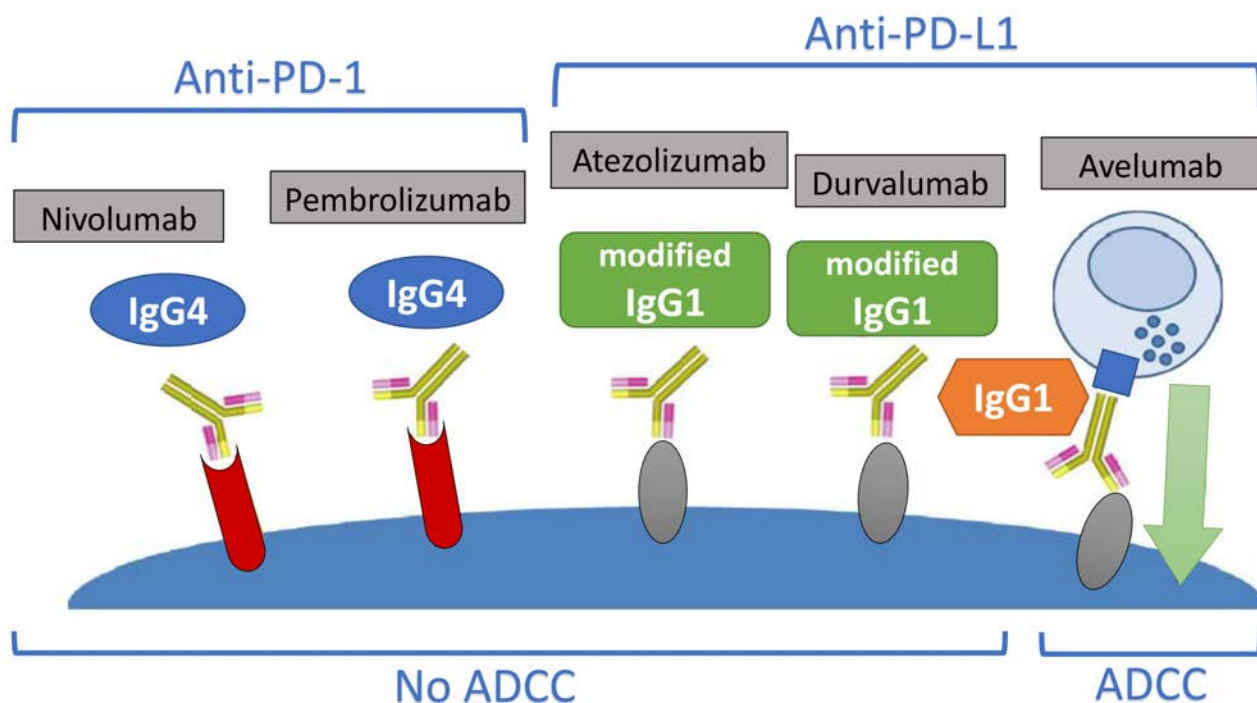 Anti-PD-1
Anti-PD-L1
Nivolumab
Pembrolizumab
Atezolizumab
Durvalumab
Avelumab
IgG4
IgG4
modified
IgG1
modified
IgG1
IgG1
No ADCC
ADCC